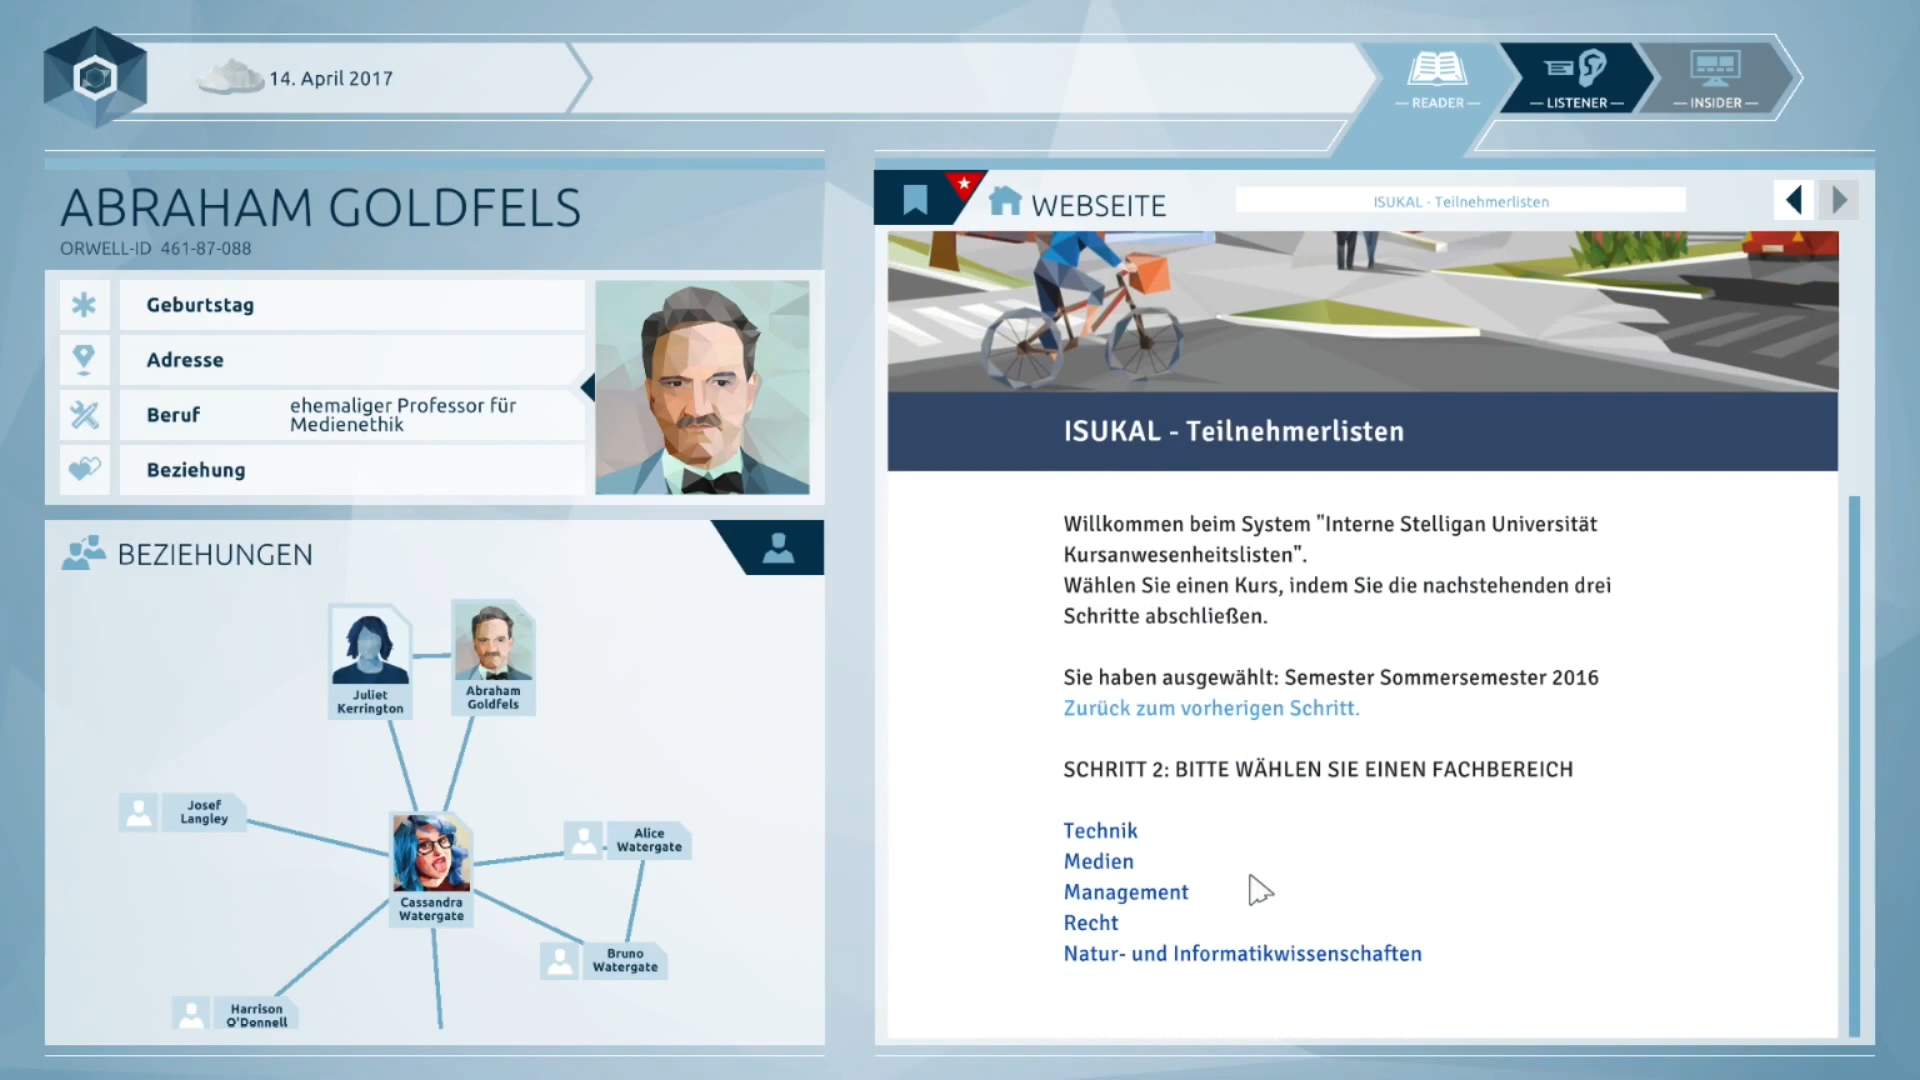 14. April 2017
— READER —
— LISTENER —
— INSIDER —
ABRAHAM GOLDFELS
ORWELL-ID 461-87-088
Geburtstag
Adresse
Beruf
ehemaliger Professor für
Medienethik
Beziehung
BEZIEHUNGEN
Juliet
Kerrington
Abraham
Goldfels
Josef
Langley
Alice
Watergate
Cassandra
Watergate
Bruno
Watergate
Harrison
O'Donnell
WEBSEITE
ISUKAL - Teilnehmerlisten
ISUKAL - Teilnehmerlisten
Willkommen beim System "Interne Stelligan Universität
Kursanwesenheitslisten".
Wählen Sie einen Kurs, indem Sie die nachstehenden drei
Schritte abschließen.
Sie haben ausgewählt: Semester Sommersemester 2016
Zurück zum vorherigen Schritt.
SCHRITT 2: BITTE WÄHLEN SIE EINEN FACHBEREICH
Technik
Medien
Management
Recht
Natur- und Informatikwissenschaften